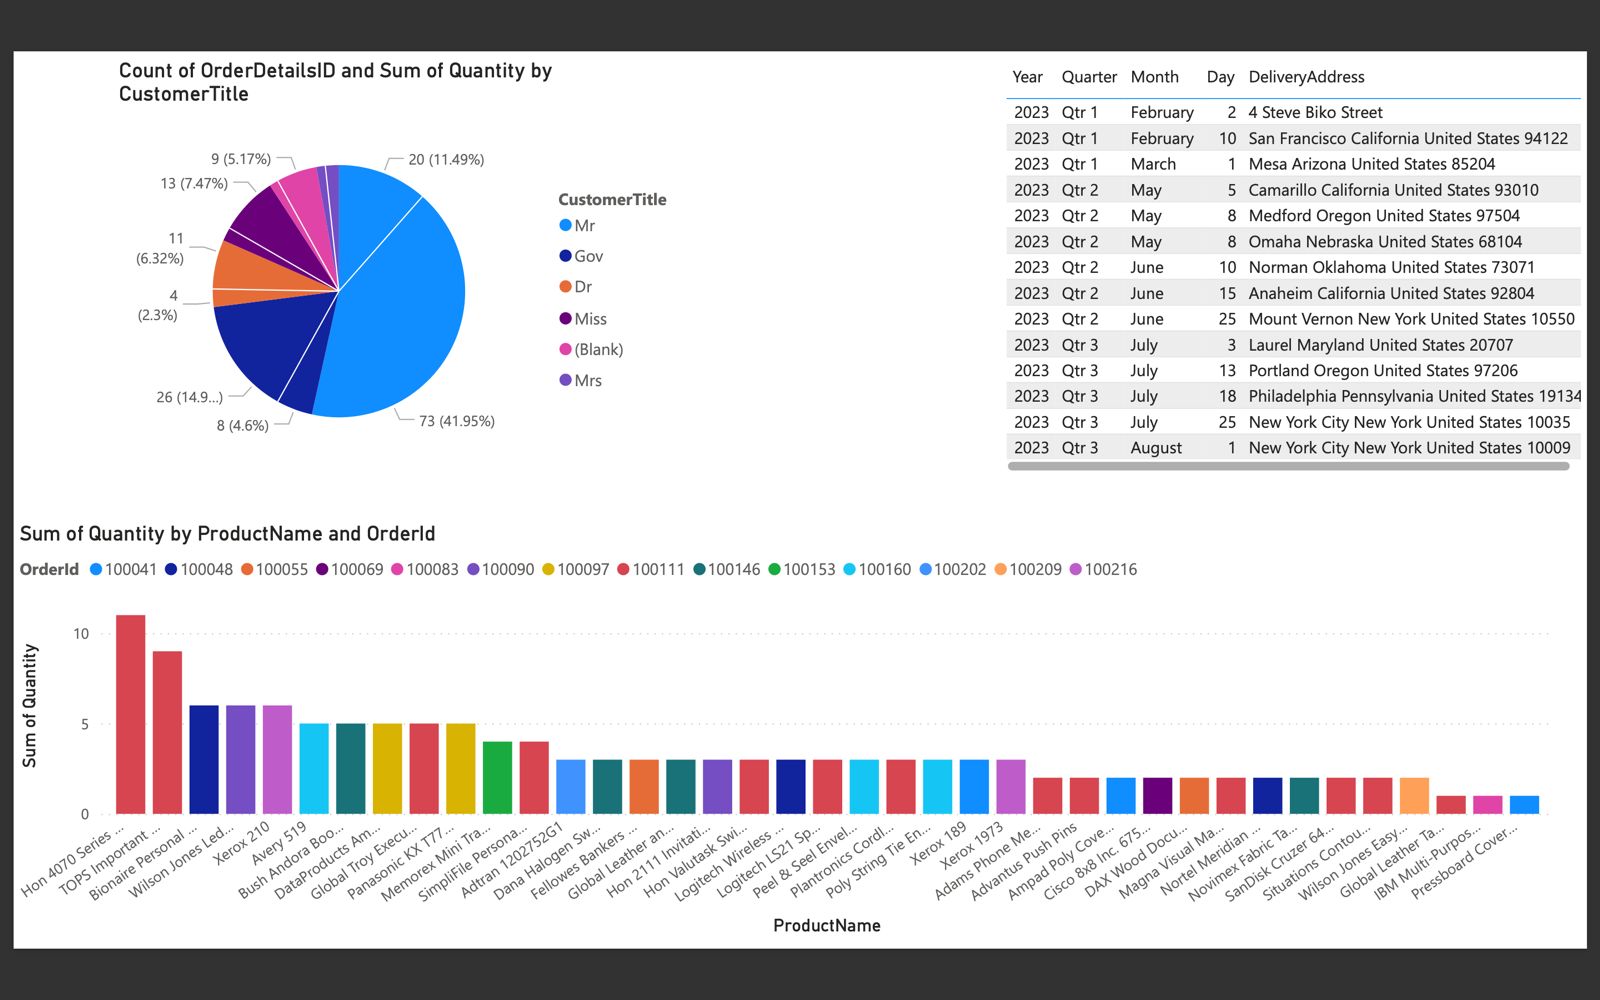 Count of OrderDetailsID and Sum of Quantity by
CustomerTitle
9 (5.17%)
20 (11.49%)
13 (7.47%)
11
(6.32%)
4
(2.3%)
26 (14.9...)
8 (4.6%)
73 (41.95%)
CustomerTitle
Mr
Gov
Dr
Miss
(Blank)
Mrs
Year Quarter Month Day DeliveryAddress
2023 Qtr 1 February 2 4 Steve Biko Street
2023 Qtr 1 February 10 San Francisco California United States 94122
2023 Qtr 1 March 1 Mesa Arizona United States 85204
2023 Qtr 2 May 5 Camarillo California United States 93010
2023 Qtr 2 May 8 Medford Oregon United States 97504
2023 Qtr 2 May 8 Omaha Nebraska United States 68104
2023 Qtr 2 June 10 Norman Oklahoma United States 73071
2023 Qtr 2 June 15 Anaheim California United States 92804
2023 Qtr 2 June 25 Mount Vernon New York United States 10550
2023 Qtr 3 July 3 Laurel Maryland United States 20707
2023 Qtr 3 July 13 Portland Oregon United States 97206
2023 Qtr 3 July 18 Philadelphia Pennsylvania United States 19134
2023 Qtr 3 July 25 New York City New York United States 10035
2023 Qtr 3 August 1 New York City New York United States 10009
Sum of Quantity by ProductName and OrderId
OrderId 100041 100048 100055 100069 100083 100090 100097 100111 100146 100153 100160 100202 100209 100216
Sum of Quantity
10
5
0
Hon 4070 Series ...
TOPS Important ...
Bionaire Personal ...
Wilson Jones Led...
Xerox 210
Avery 519
Bush Andora Boo...
DataProducts Am...
Global Troy Execu...
Panasonic KX T77...
Memorex Mini Tra...
SimpliFile Persona...
Adtran 1202752G1
Dana Halogen Sw...
Fellowes Bankers ...
Global Leather an...
Hon 2111 Invitati...
Hon Valutask Swi...
Logitech Wireless ...
Logitech LS21 Sp...
Peel & Seel Envel...
Plantronics Cordl...
Poly String Tie En...
Xerox 189
Xerox 1973
Adams Phone Me...
Advantus Push Pins
Ampad Poly Cove...
Cisco 8x8 Inc. 675...
DAX Wood Docu...
Magna Visual Ma...
Nortel Meridian ...
Novimex Fabric Ta...
SanDisk Cruzer 64...
Situations Contou...
Wilson Jones Easy...
Global Leather Ta...
IBM Multi-Purpos...
Pressboard Cover...
ProductName